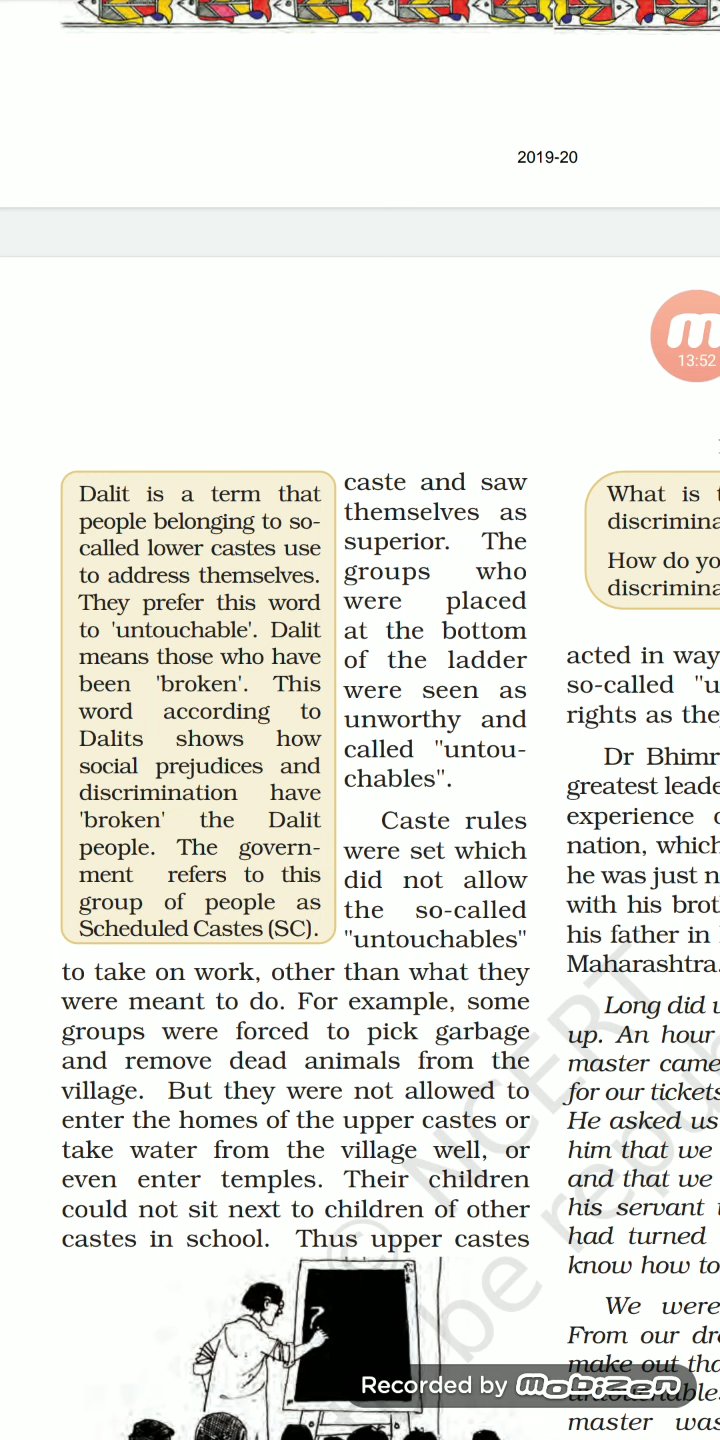 2019-20
13:52
Dalit is a term that
people belonging to so-
called lower castes use
to address themselves.
They prefer this word
to 'untouchable'. Dalit
means those who have
been 'broken'. This
word according to
Dalits shows how
social prejudices and
discrimination have
'broken' the Dalit
people. The govern-
ment refers to this
group of people as
Scheduled Castes (SC).
caste and saw
themselves as
superior. The
groups who
were placed
at the bottom
of the ladder
were seen as
unworthy and
called "untou-
chables".
Caste rules
were set which
did not allow
the so-called
"untouchables"
to take on work, other than what they
were meant to do. For example, some
groups were forced to pick garbage
and remove dead animals from the
village. But they were not allowed to
enter the homes of the upper castes or
take water from the village well, or
even enter temples. Their children
could not sit next to children of other
castes in school. Thus upper castes
What is
discrimina
How do yo
discrimina
acted in way
so-called "u
rights as the
Dr Bhimr
greatest leade
experience
nation, which
he was just n
with his brot
his father in
Maharashtra.
Long did u
up. An hour
master came
for our tickets
He asked us
him that we
and that we
his servant
had turned
know how to
We were
From our dre
make out tha
master was
© NCERT
be repu
Recorded by mobizen